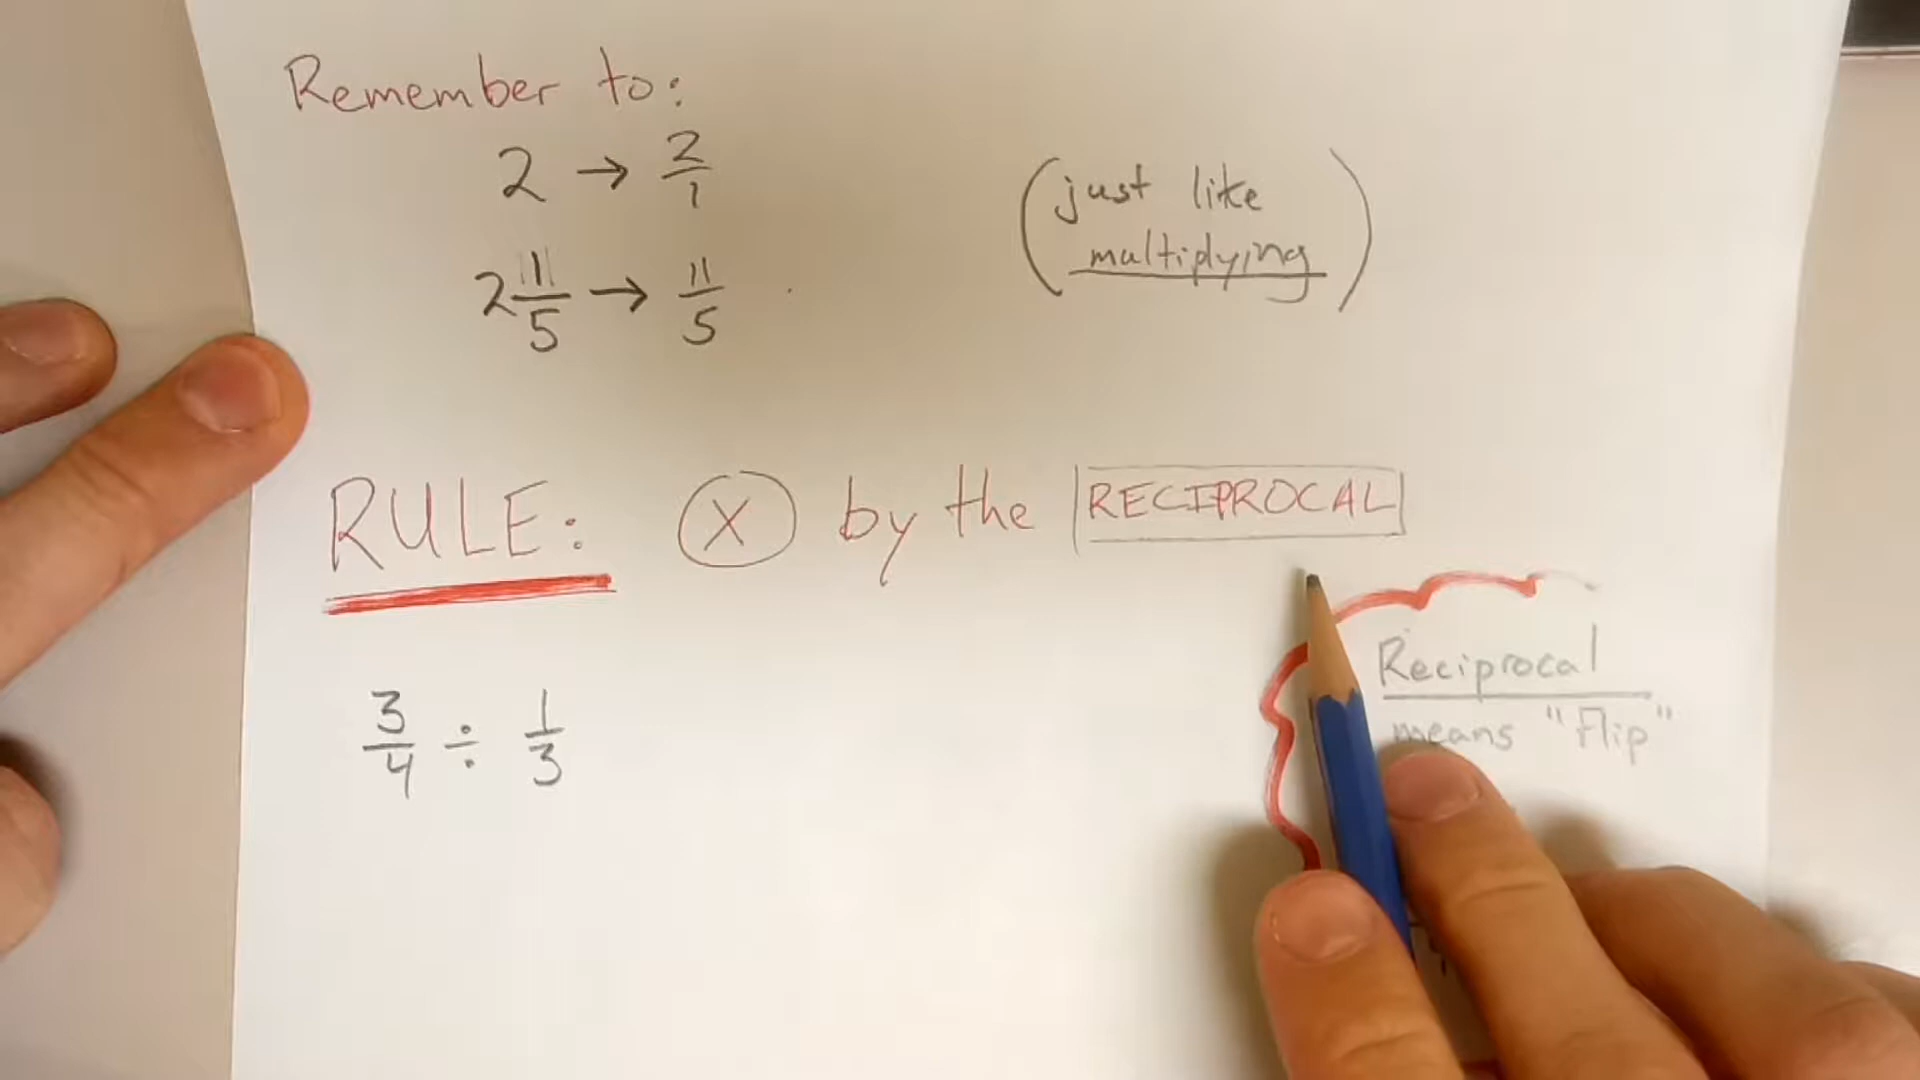 Remember to:
2 → 2/1
(just like
multiplying)
2 11/5 → 11/5
RULE: X by the RECIPROCAL
Reciprocal
means "flip"
3/4 ÷ 1/3